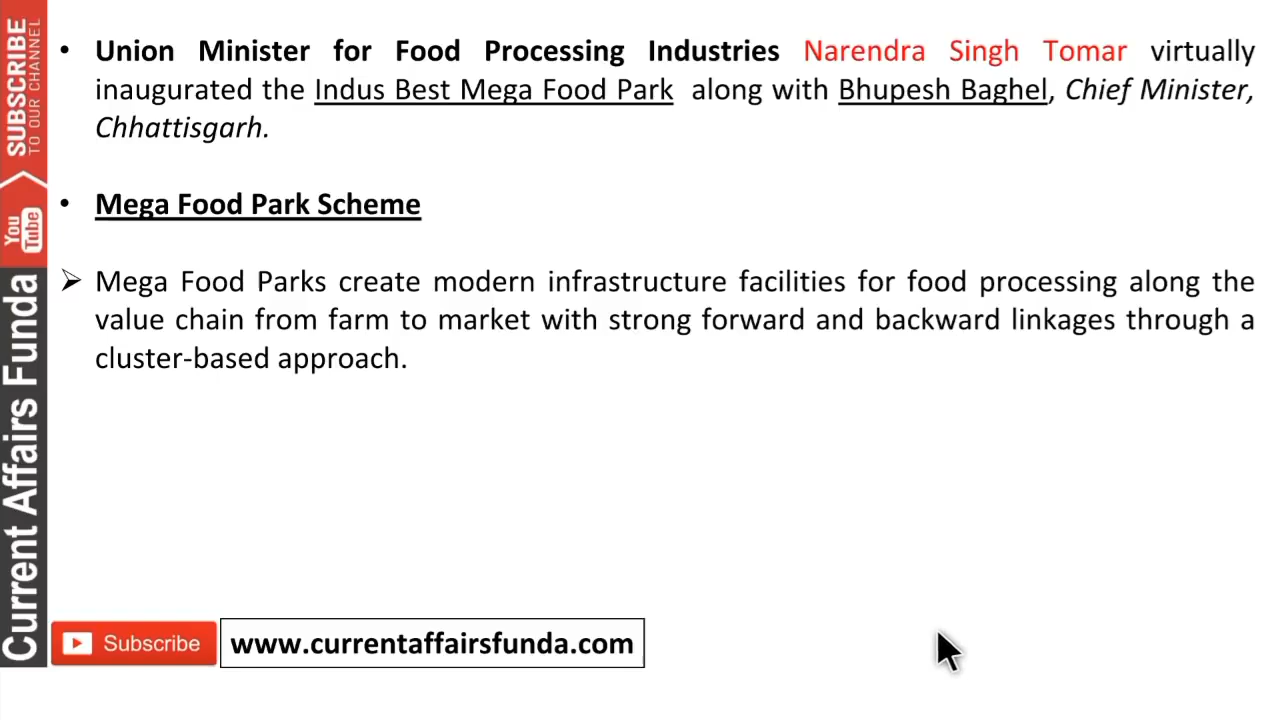 • Union Minister for Food Processing Industries Narendra Singh Tomar virtually
inaugurated the Indus Best Mega Food Park along with Bhupesh Baghel, Chief Minister,
Chhattisgarh.
• Mega Food Park Scheme
➢ Mega Food Parks create modern infrastructure facilities for food processing along the
value chain from farm to market with strong forward and backward linkages through a
cluster-based approach.
SUBSCRIBE
TO OUR CHANNEL
You Tube
Current Affairs Funda
Subscribe
www.currentaffairsfunda.com